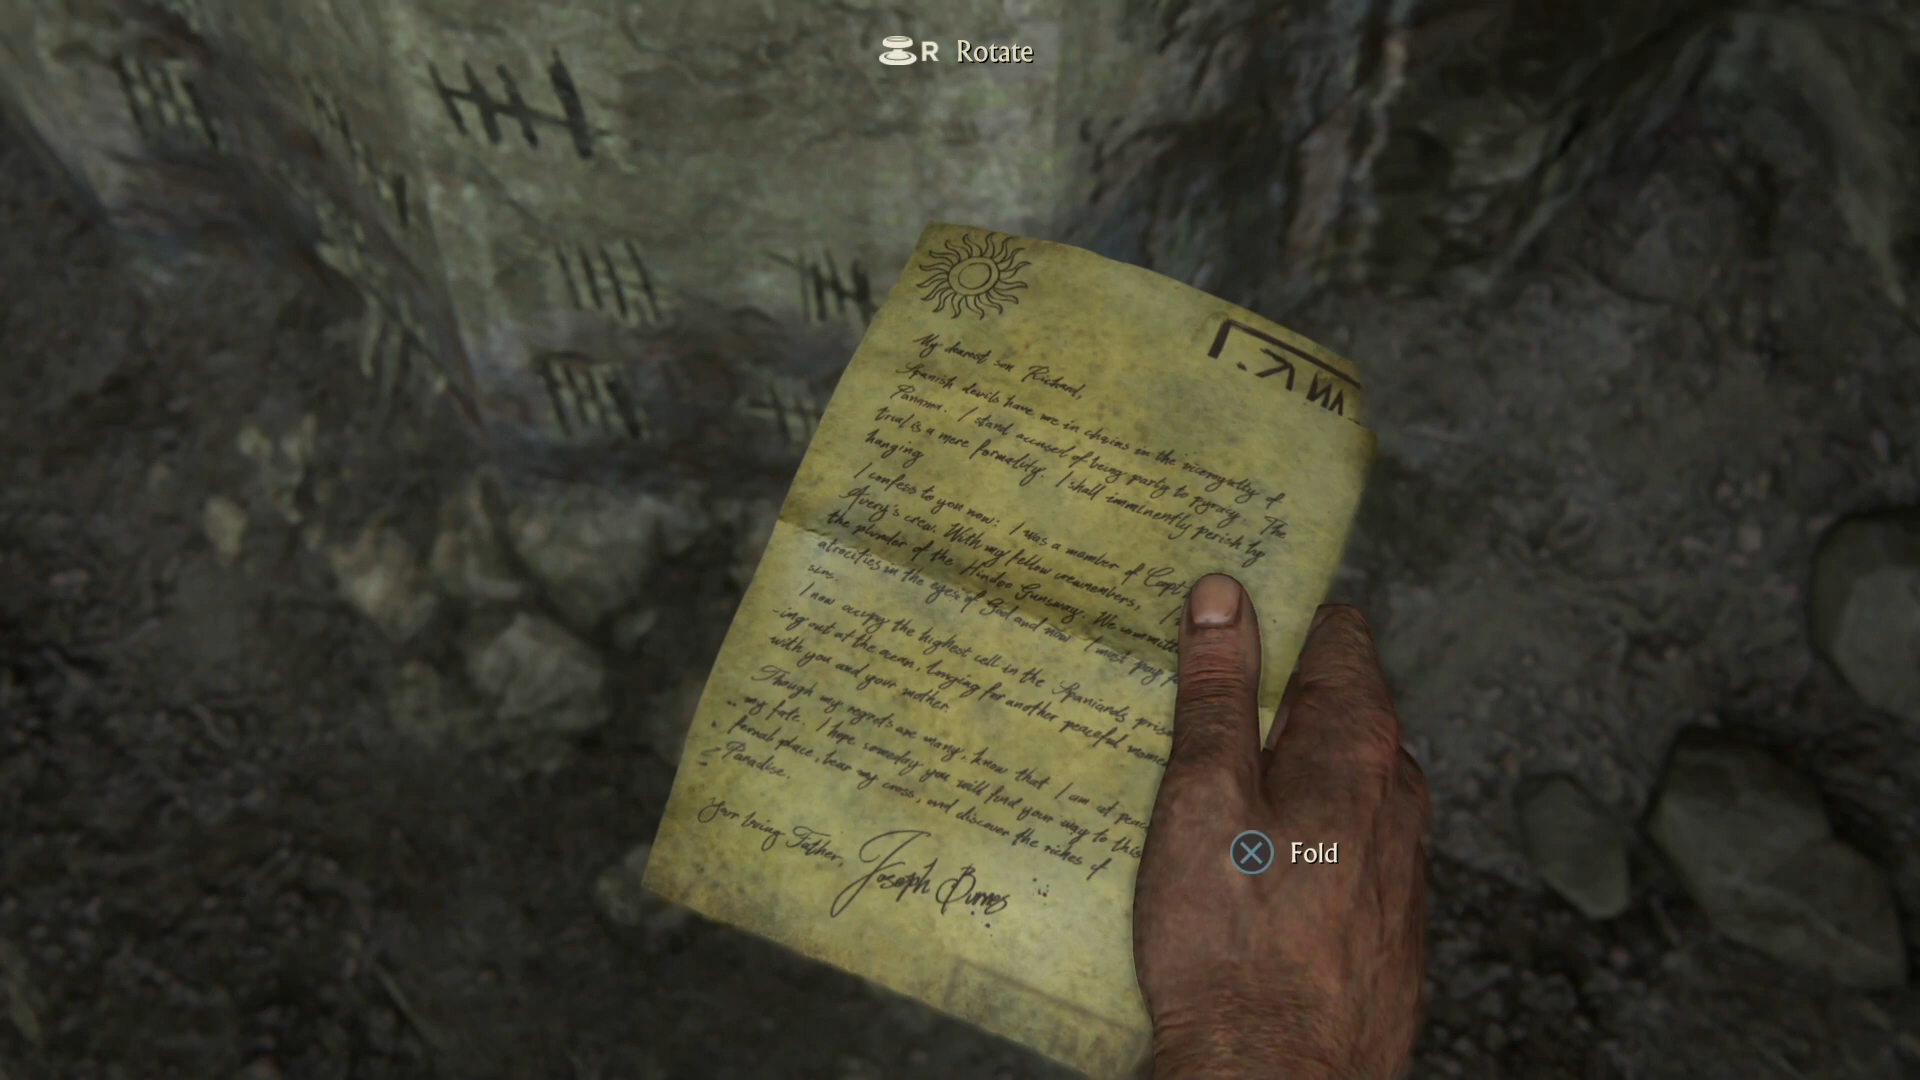 R Rotate
My dearest son Richard,
Spanish devils have me in chains in the viceroyalty of
Panama. I stand accused of being party to pyracy. The
trial is a mere formality. I shall imminently perish by
hanging
I confess to you now: I was a member of Capt
Avery's crew. With my fellow crewmembers, I
the plunder of the Hindoo Gunsway. We committ
atrocities in the eyes of God and now I must pay f
sins.
I now occupy the highest cell in the Spaniards pris
-ing out at the ocean, longing for another peaceful mome
with you and your mother.
Though my regrets are many, know that I am at peac
my fate. I hope someday you will find your way to this
fernal place, bear my cross, and discover the riches of
Paradise.
Your loving Father,
Joseph Burnes
Fold